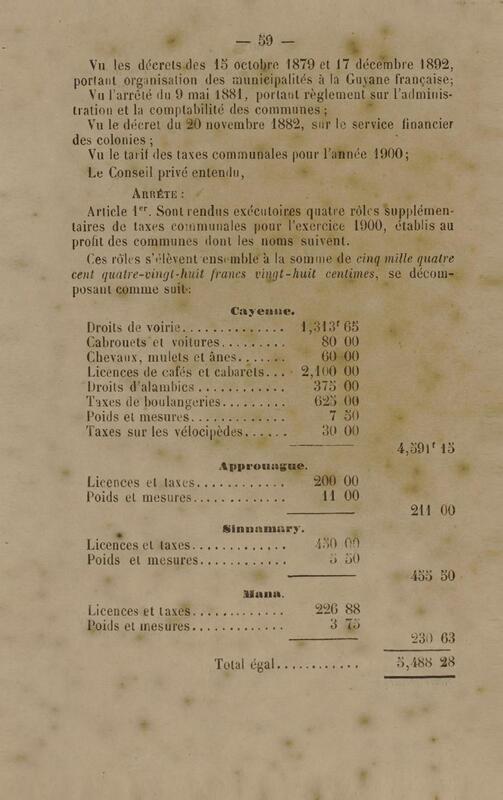 — 59 —
Vu les décrets des 15 octobre 1879 et 17 décembre 1892,
portant organisation des municipalités à la Guyane française;
Vu l'arrêté du 9 mai 1881, portant règlement sur l'adminis-
tration et la comptabilité des communes;
Vu le décret du 20 novembre 1882, sur le service financier
des colonies;
Vu le tarif des taxes communales pour l'année 1900;
Le Conseil privé entendu,
ARRÊTE:
Article 1er. Sont rendus exécutoires quatre rôles supplémen-
taires de taxes communales pour l'exercice 1900, établis au
profit des communes dont les noms suivent.
Ces rôles s'élèvent ensemble à la somme de cinq mille quatre
cent quatre-vingt-huit francs vingt-huit centimes, se décom-
posant comme suit:
Cayenne.
Droits de voirie.............. 1,313f 65
Cabrouets et voitures......... 80 00
Chevaux, mulets et ânes....... 60 00
Licences de cafés et cabarets... 2,100 00
Droits d'alambics............ 375 00
Taxes de boulangeries......... 625 00
Poids et mesures............. 7 50
Taxes sur les vélocipèdes...... 30 00
4,591f 15
Approuague.
Licences et taxes............ 200 00
Poids et mesures............. 11 00
211 00
Sinnamary.
Licences et taxes............ 450 00
Poids et mesures............ 5 50
455 50
Mana.
Licences et taxes............ 226 88
Poids et mesures............. 3 75
230 63
Total égal............ 5,488 28